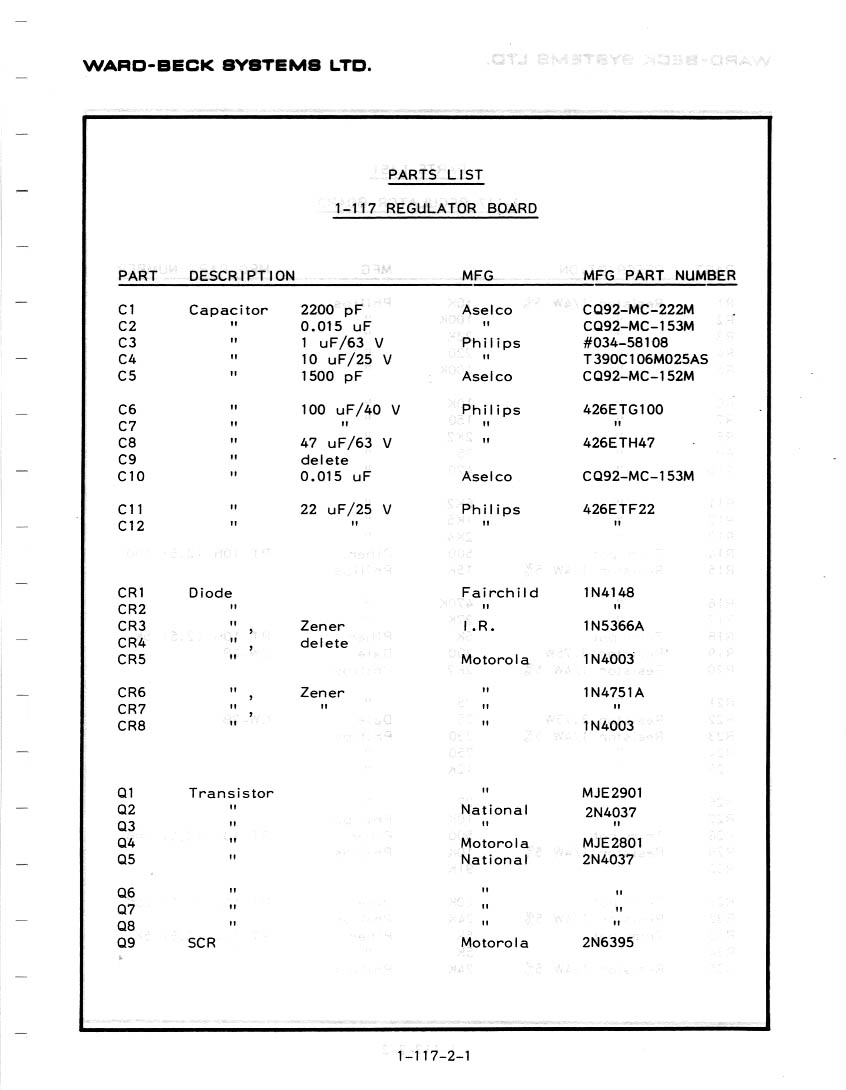 WARD-BECK SYSTEMS LTD.
PARTS LIST
1-117 REGULATOR BOARD
PART DESCRIPTION MFG MFG PART NUMBER
C1 Capacitor 2200 pF Aselco CQ92-MC-222M
C2 " 0.015 uF " CQ92-MC-153M
C3 " 1 uF/63 V Philips #034-58108
C4 " 10 uF/25 V " T390C106M025AS
C5 " 1500 pF Aselco CQ92-MC-152M
C6 " 100 uF/40 V Philips 426ETG100
C7 " " " "
C8 " 47 uF/63 V " 426ETH47
C9 " delete
C10 " 0.015 uF Aselco CQ92-MC-153M
C11 " 22 uF/25 V Philips 426ETF22
C12 " " " "
CR1 Diode Fairchild 1N4148
CR2 " " "
CR3 " , Zener I.R. 1N5366A
CR4 " , delete
CR5 " Motorola 1N4003
CR6 " , Zener " 1N4751A
CR7 " , " " "
CR8 " " 1N4003
Q1 Transistor " MJE2901
Q2 " National 2N4037
Q3 " " "
Q4 " Motorola MJE2801
Q5 " National 2N4037
Q6 " " "
Q7 " " "
Q8 " " "
Q9 SCR Motorola 2N6395
1-117-2-1